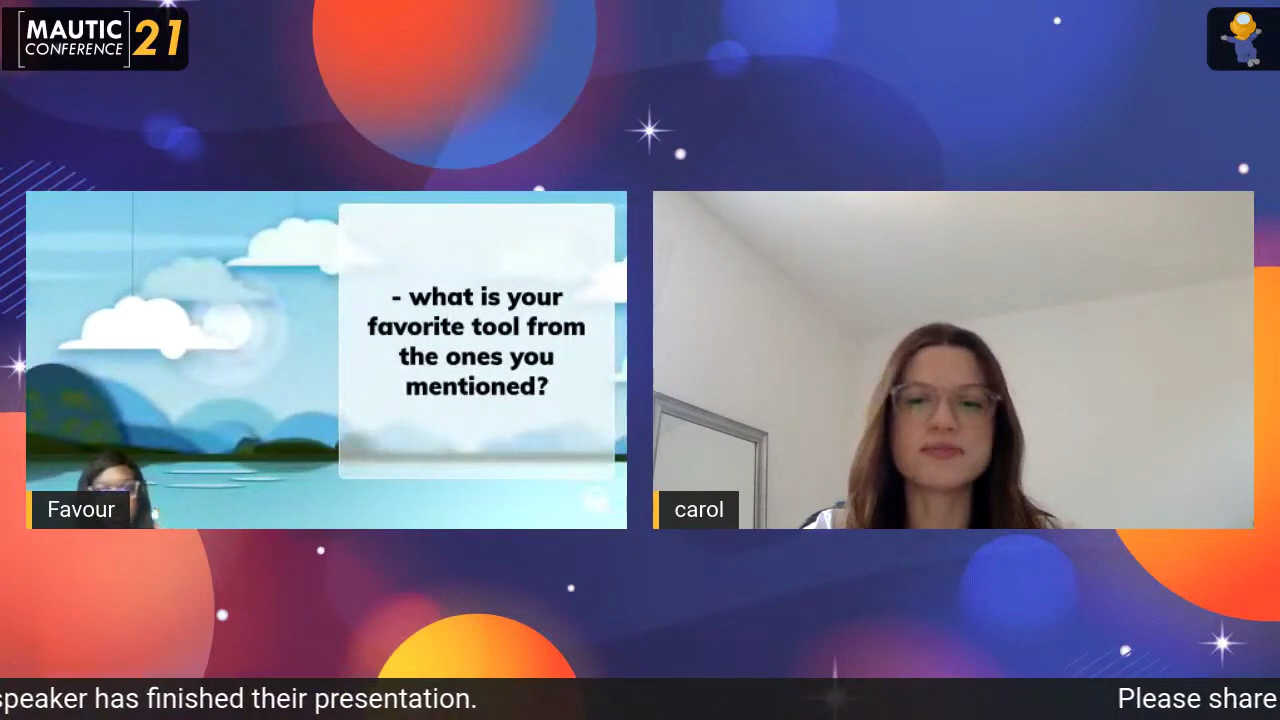 MAUTIC
CONFERENCE
21
- what is your
favorite tool from
the ones you
mentioned?
Favour
carol
speaker has finished their presentation.
Please share